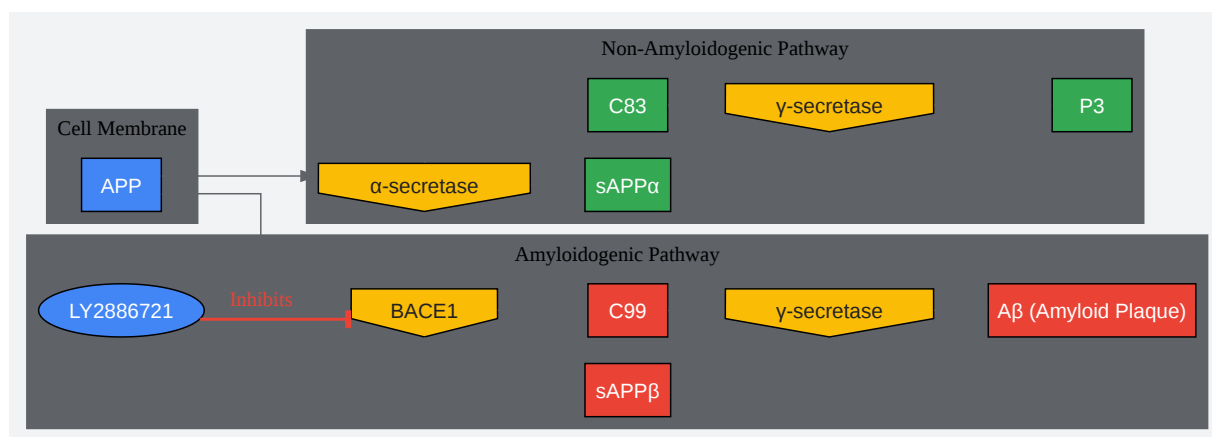 Non-Amyloidogenic Pathway
C83
γ-secretase
P3
Cell Membrane
APP
α-secretase
sAPPα
Amyloidogenic Pathway
LY2886721
Inhibits
BACE1
C99
γ-secretase
Aβ (Amyloid Plaque)
sAPPβ